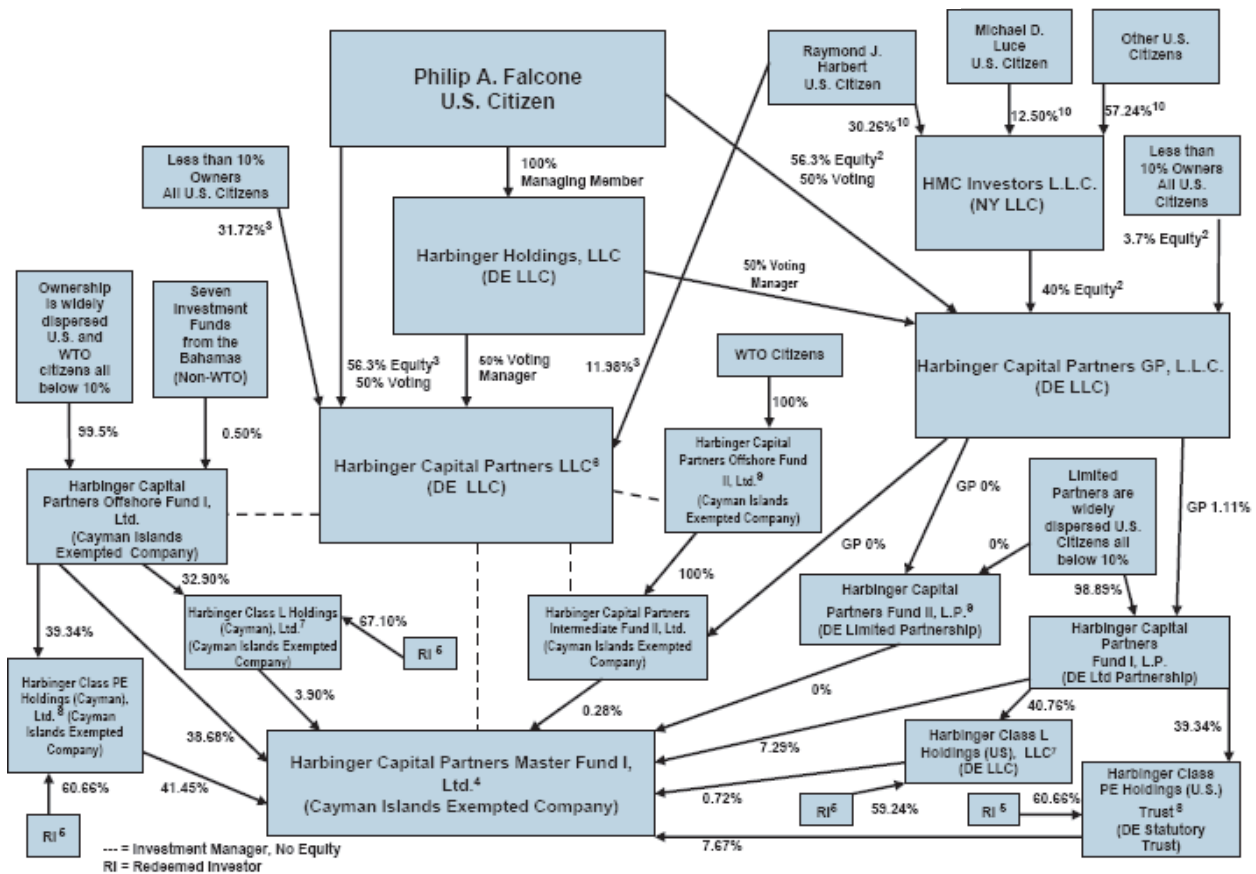 Philip A. Falcone
U.S. Citizen
Raymond J.
Harbert
U.S. Citizen
Michael D.
Luce
U.S. Citizen
Other U.S.
Citizens
30.26%10
12.50%10
57.24%10
Less than 10%
Owners
All U.S. Citizens
31.72%3
100%
Managing Member
56.3% Equity2
50% Voting
HMC Investors L.L.C.
(NY LLC)
Less than
10% Owners
All U.S.
Citizens
3.7% Equity2
Harbinger Holdings, LLC
(DE LLC)
50% Voting
Manager
40% Equity2
Ownership
is widely
dispersed
U.S. and
WTO
citizens all
below 10%
Seven
Investment
Funds
from the
Bahamas
(Non-WTO)
99.5%
0.50%
56.3% Equity3
50% Voting
50% Voting
Manager
11.98%3
WTO Citizens
100%
Harbinger Capital Partners GP, L.L.C.
(DE LLC)
Harbinger Capital Partners LLC6
(DE LLC)
Harbinger Capital
Partners Offshore Fund
II, Ltd.9
(Cayman Islands
Exempted Company)
Harbinger Capital
Partners Offshore Fund I,
Ltd.
(Cayman Islands
Exempted Company)
GP 0%
GP 0%
0%
Limited
Partners are
widely
dispersed U.S.
Citizens all
below 10%
GP 1.11%
98.89%
32.90%
39.34%
Harbinger Class L Holdings
(Cayman), Ltd.7
(Cayman Islands Exempted
Company)
67.10%
RI5
100%
Harbinger Capital Partners
Intermediate Fund II, Ltd.
(Cayman Islands Exempted
Company)
Harbinger Capital
Partners Fund II, L.P.9
(DE Limited Partnership)
Harbinger Capital
Partners
Fund I, L.P.
(DE Ltd Partnership)
Harbinger Class PE
Holdings (Cayman),
Ltd.8 (Cayman
Islands Exempted
Company)
3.90%
38.68%
0.28%
0%
7.29%
40.76%
39.34%
60.66%
41.45%
RI5
Harbinger Capital Partners Master Fund I,
Ltd.4
(Cayman Islands Exempted Company)
Harbinger Class L
Holdings (US), LLC7
(DE LLC)
0.72%
RI5
59.24%
RI5
60.66%
Harbinger Class
PE Holdings (U.S.)
Trust8
(DE Statutory
Trust)
7.67%
--- = Investment Manager, No Equity
RI = Redeemed Investor